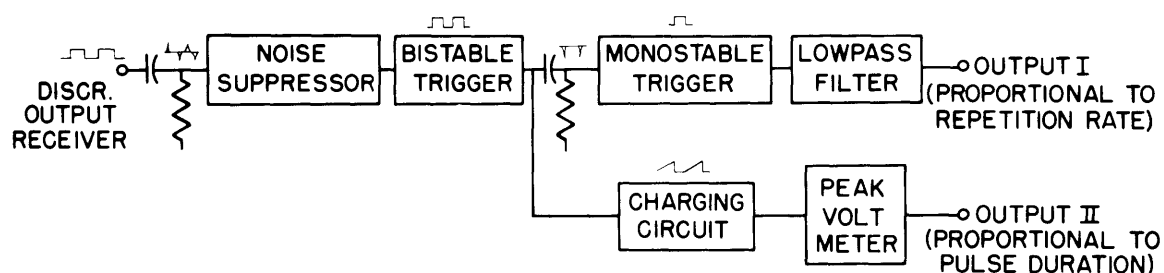 DISCR.
OUTPUT
RECEIVER
NOISE
SUPPRESSOR
BISTABLE
TRIGGER
MONOSTABLE
TRIGGER
LOWPASS
FILTER
OUTPUT I
(PROPORTIONAL TO
REPETITION RATE)
CHARGING
CIRCUIT
PEAK
VOLT
METER
OUTPUT II
(PROPORTIONAL TO
PULSE DURATION)